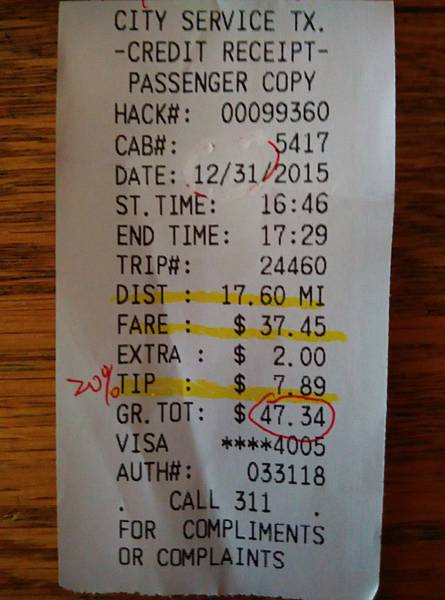 CITY SERVICE TX.
-CREDIT RECEIPT-
PASSENGER COPY
HACK#: 00099360
CAB#: 5417
DATE: 12/31/2015
ST.TIME: 16:46
END TIME: 17:29
TRIP#: 24460
DIST : 17.60 MI
FARE : $ 37.45
EXTRA : $ 2.00
20% TIP : $ 7.89
GR.TOT: $ 47.34
VISA ****4005
AUTH#: 033118
. CALL 311 .
FOR COMPLIMENTS
OR COMPLAINTS